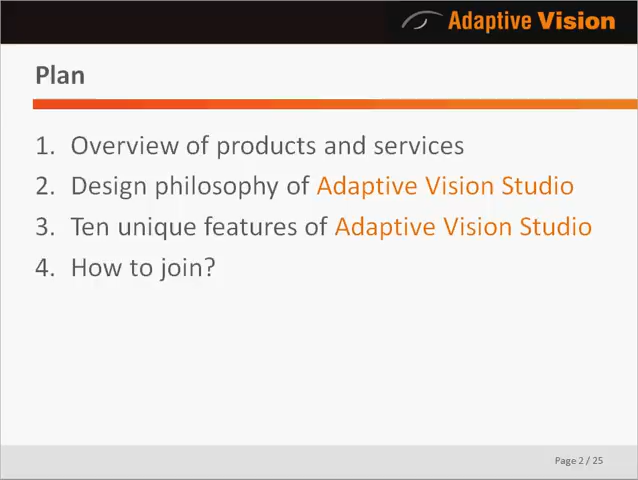 Adaptive Vision
Plan
1. Overview of products and services
2. Design philosophy of Adaptive Vision Studio
3. Ten unique features of Adaptive Vision Studio
4. How to join?
Page 2 / 25